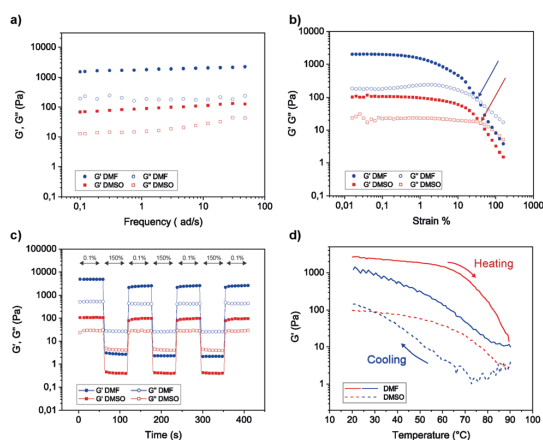 a)
G', G'' (Pa)
10000
1000
100
10
1
0,1
G' DMF G'' DMF
G' DMSO G'' DMSO
0,1 1 10
Frequency ( ad/s)
b)
G' G'' (Pa)
10000
1000
100
10
1
0,1
G' DMF G'' DMF
G' DMSO G'' DMSO
0,01 0,1 1 10 100
Strain %
c)
G', G'' (Pa)
100000
10000
1000
100
10
1
0,1
0,01
0.1% 150% 0.1% 150% 0.1% 150% 0.1%
G' DMF G'' DMF
G' DMSO G'' DMSO
0 100 200 300 400
Time (s)
d)
G' (Pa)
1000
100
10
1
Heating
Cooling
DMF
DMSO
10 20 30 40 50 60 70 80 90 100
Temperature (°C)